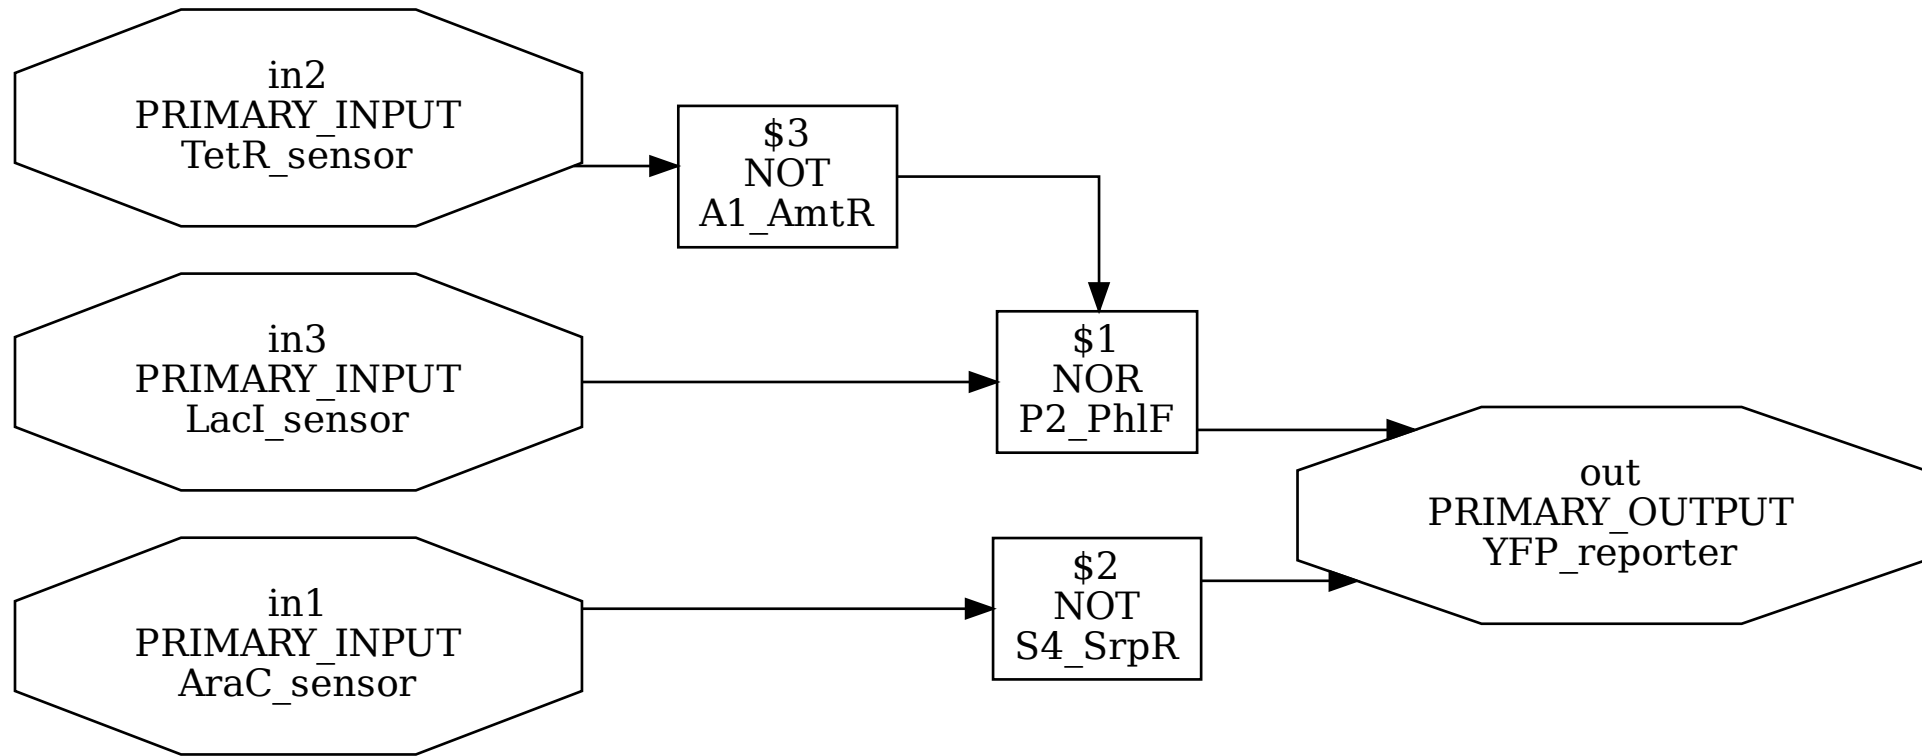 in2
PRIMARY_INPUT
TetR_sensor
$3
NOT
A1_AmtR
in3
PRIMARY_INPUT
LacI_sensor
$1
NOR
P2_PhlF
out
PRIMARY_OUTPUT
YFP_reporter
in1
PRIMARY_INPUT
AraC_sensor
$2
NOT
S4_SrpR